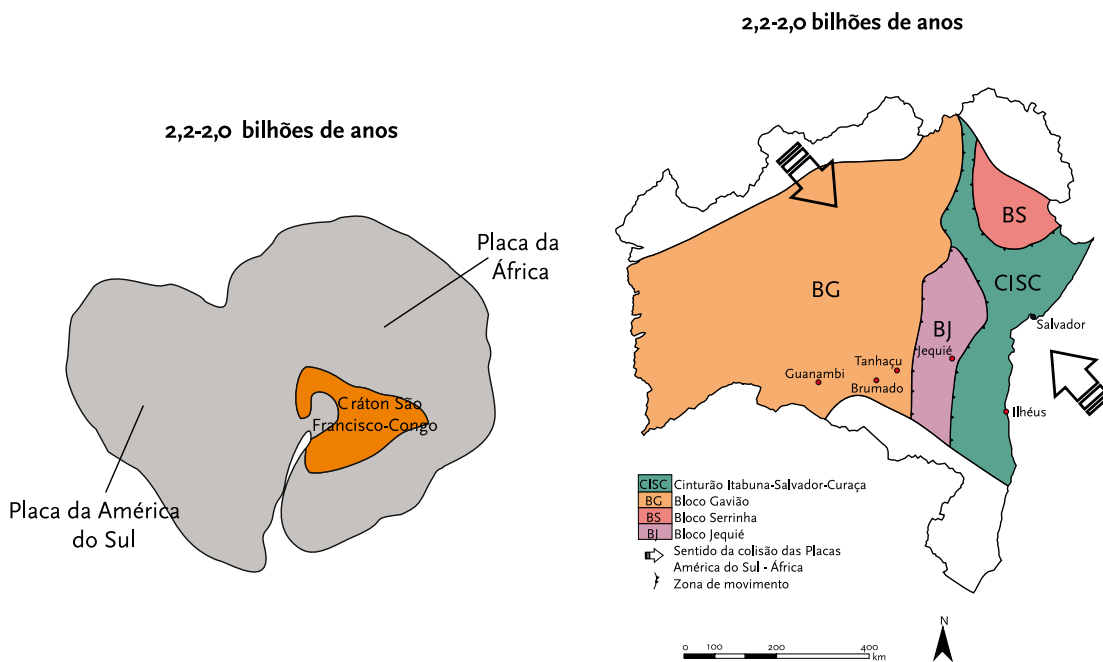 2,2-2,0 bilhões de anos
Placa da
África
Cráton São
Francisco-Congo
Placa da América
do Sul
2,2-2,0 bilhões de anos
BS
CISC
BG
Salvador
BJ
Jequié
Tanhaçu
Guanambi
Brumado
Ilhéus
CISC Cinturão Itabuna-Salvador-Curaça
BG Bloco Gavião
BS Bloco Serrinha
BJ Bloco Jequié
Sentido da colisão das Placas
América do Sul - África
Zona de movimento
N
0 100 200 400
km